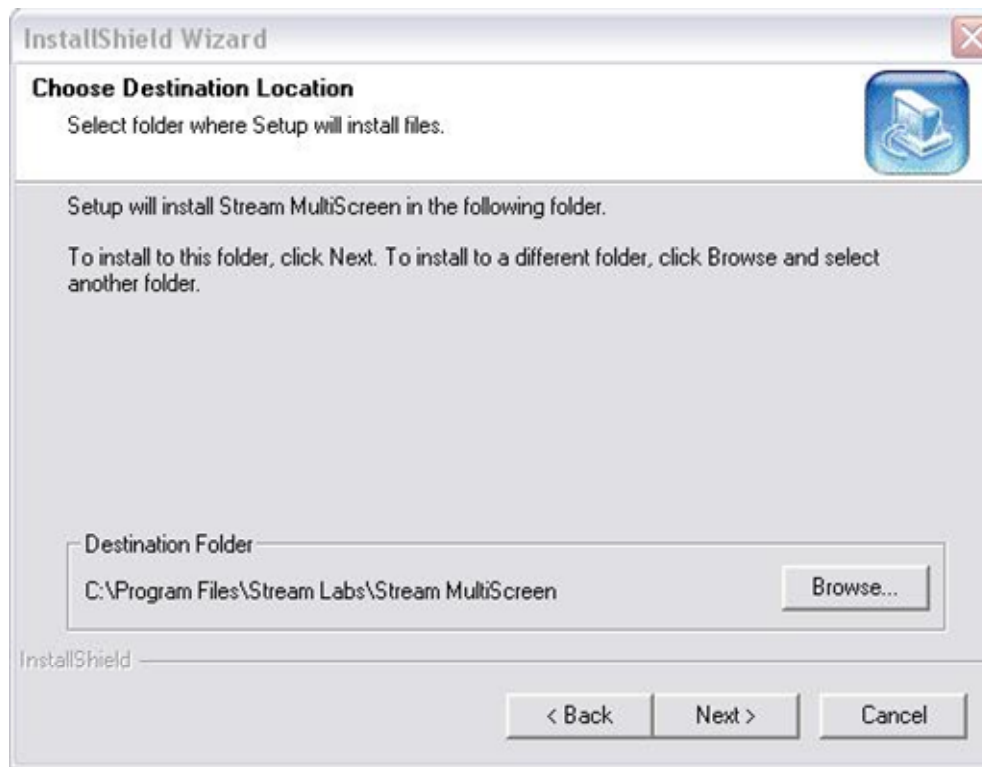 InstallShield Wizard
Choose Destination Location
Select folder where Setup will install files.
Setup will install Stream MultiScreen in the following folder.
To install to this folder, click Next. To install to a different folder, click Browse and select
another folder.
Destination Folder
C:\Program Files\Stream Labs\Stream MultiScreen
Browse...
InstallShield
< Back
Next >
Cancel